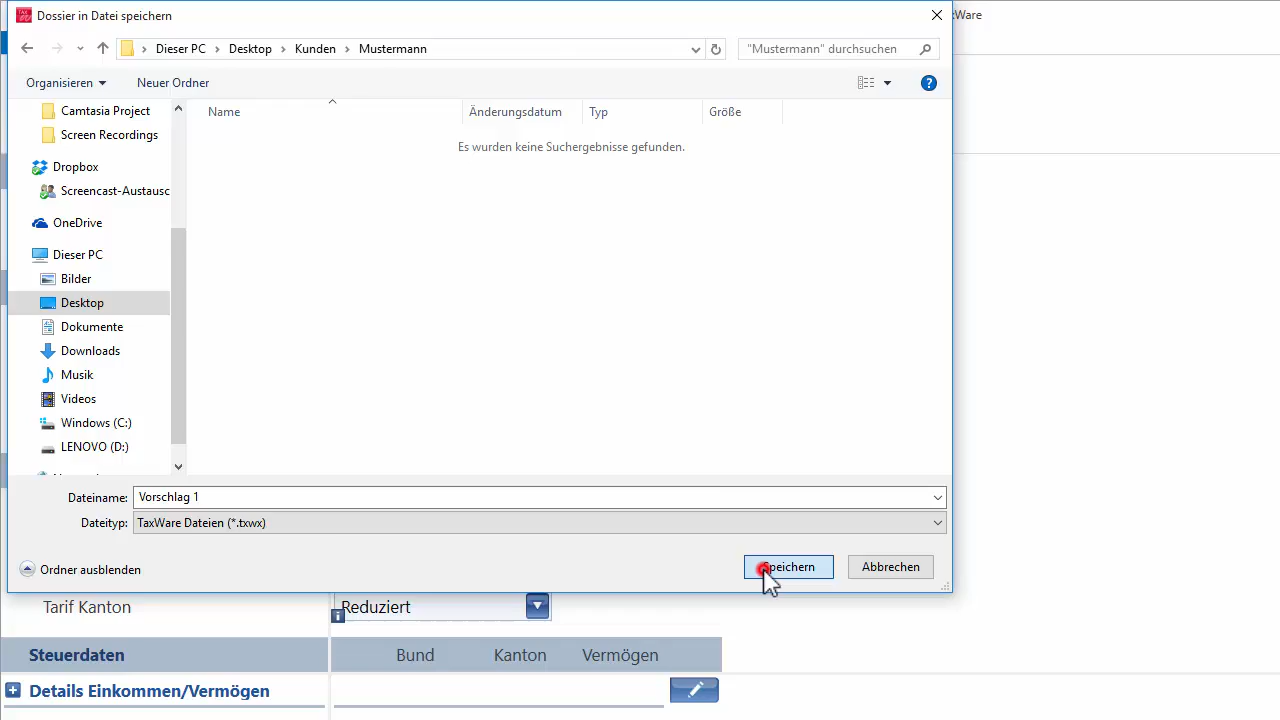 TAX
Dossier in Datei speichern
Ware
Dieser PC > Desktop > Kunden > Mustermann
"Mustermann" durchsuchen
Organisieren
Neuer Ordner
Name
Änderungsdatum
Typ
Größe
Es wurden keine Suchergebnisse gefunden.
Camtasia Project
Screen Recordings
Dropbox
Screencast-Austausc
OneDrive
Dieser PC
Bilder
Desktop
Dokumente
Downloads
Musik
Videos
Windows (C:)
LENOVO (D:)
Dateiname: Vorschlag 1
Dateityp: TaxWare Dateien (*.txwx)
Ordner ausblenden
Speichern
Abbrechen
Tarif Kanton
Reduziert
Steuerdaten
Bund
Kanton
Vermögen
Details Einkommen/Vermögen